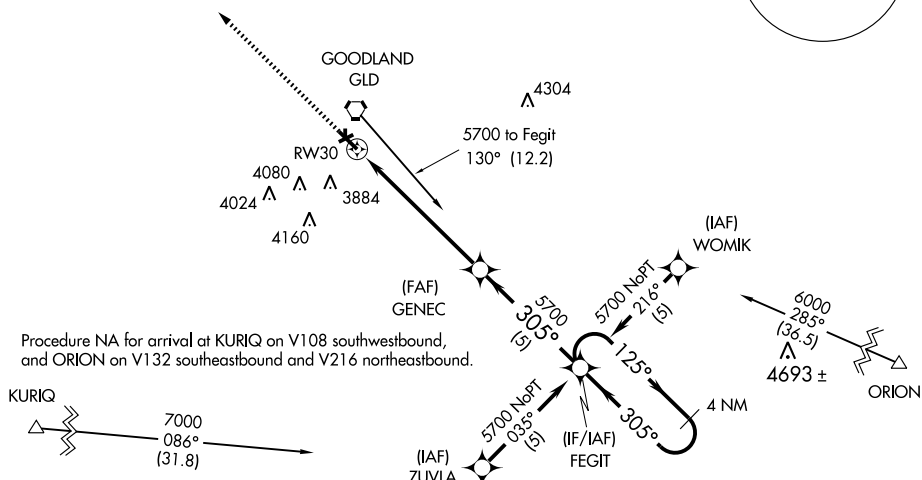 GOODLAND
GLD
4304
5700 to Fegit
130° (12.2)
RW30
4080
3884
4024
4160
(IAF)
WOMIK
(FAF)
GENEC
5700
305°
(5)
5700 NoPT
216°
(5)
6000
285°
(36.5)
4693 ±
ORION
Procedure NA for arrival at KURIQ on V108 southwestbound,
and ORION on V132 southeastbound and V216 northeastbound.
125°
4 NM
305°
KURIQ
7000
086°
(31.8)
5700 NoPT
035°
(5)
(IF/IAF)
FEGIT
(IAF)
ZUVLA